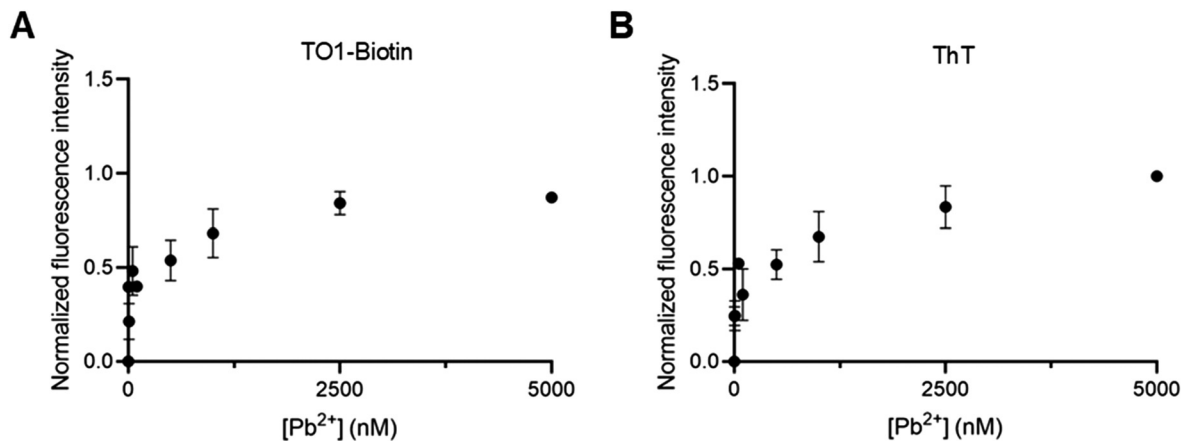 A
TO1-Biotin
Normalized fluorescence intensity
1.5
1.0
0.5
0.0
0
2500
5000
[Pb²⁺] (nM)
B
ThT
Normalized fluorescence intensity
1.5
1.0
0.5
0.0
0
2500
5000
[Pb²⁺] (nM)